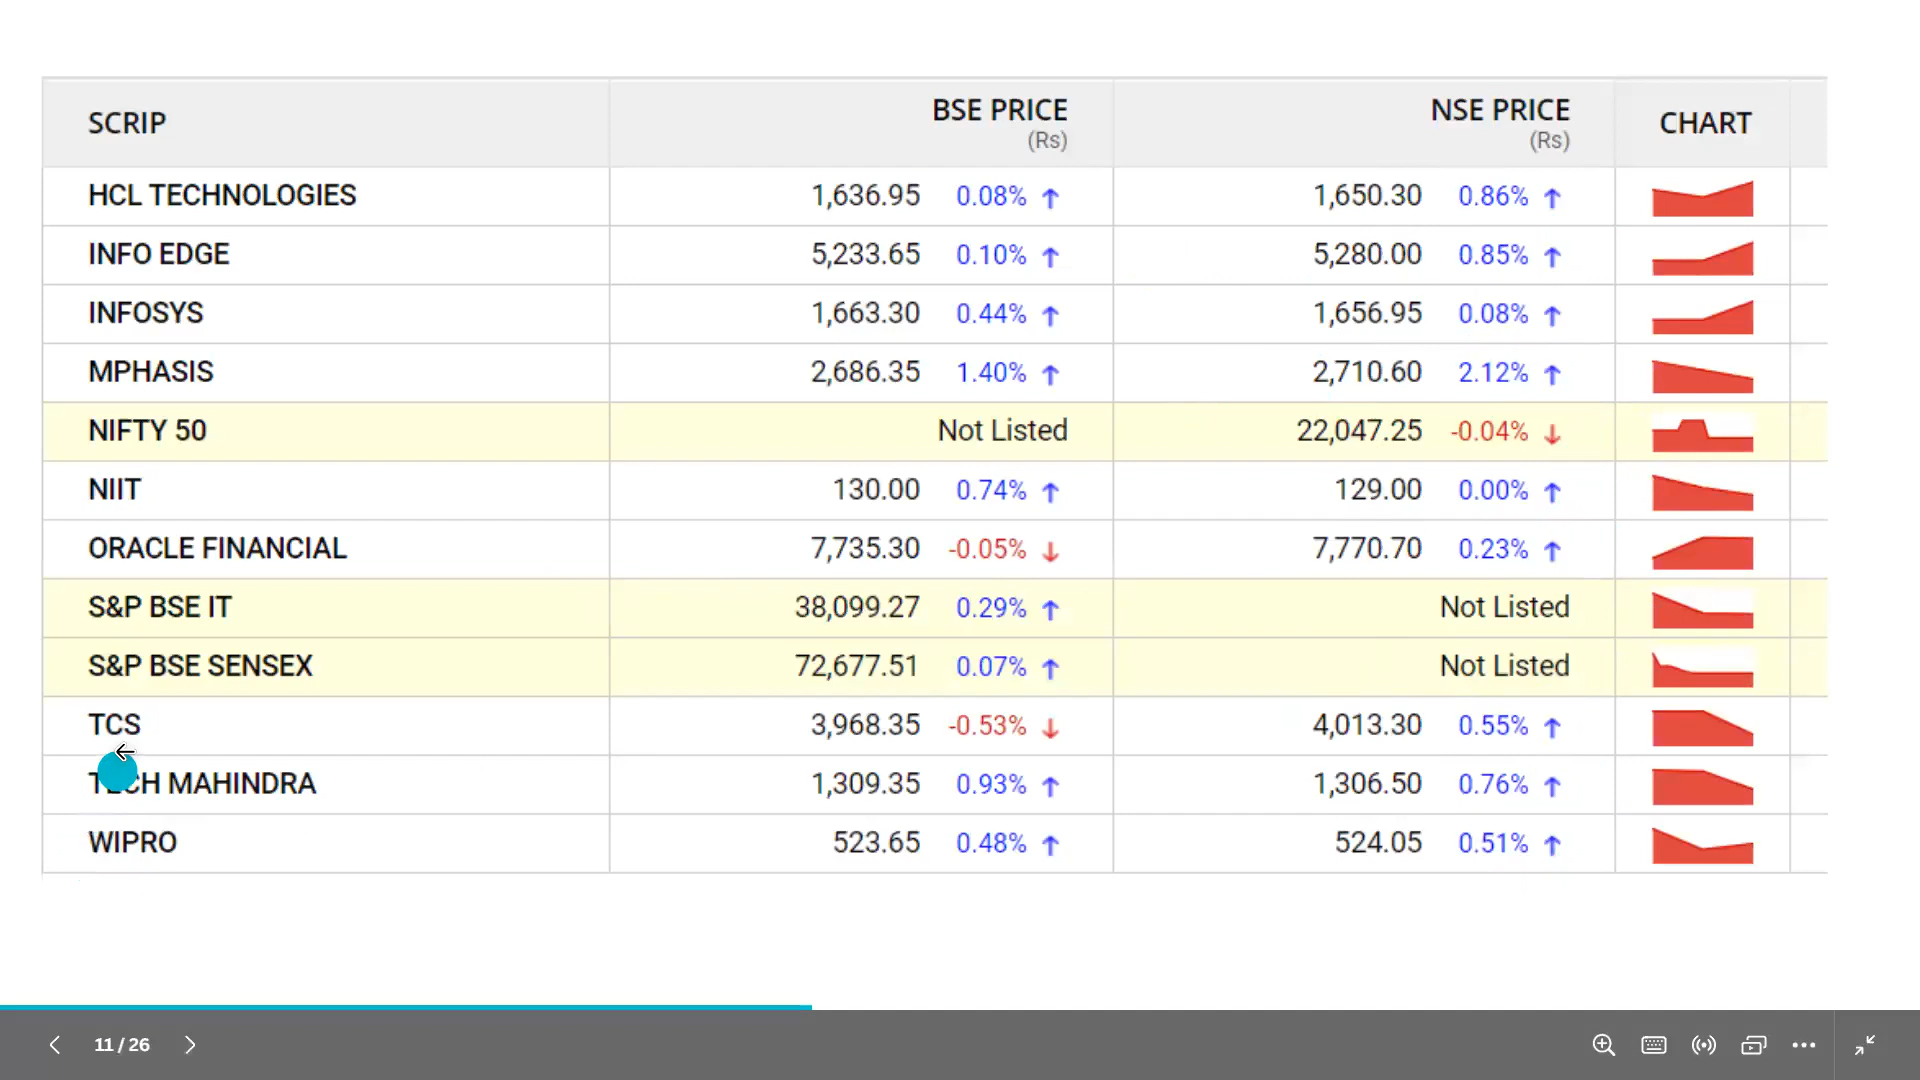 SCRIP BSE PRICE (Rs) NSE PRICE (Rs) CHART
HCL TECHNOLOGIES 1,636.95 0.08% ↑ 1,650.30 0.86% ↑
INFO EDGE 5,233.65 0.10% ↑ 5,280.00 0.85% ↑
INFOSYS 1,663.30 0.44% ↑ 1,656.95 0.08% ↑
MPHASIS 2,686.35 1.40% ↑ 2,710.60 2.12% ↑
NIFTY 50 Not Listed 22,047.25 -0.04% ↓
NIIT 130.00 0.74% ↑ 129.00 0.00% ↑
ORACLE FINANCIAL 7,735.30 -0.05% ↓ 7,770.70 0.23% ↑
S&P BSE IT 38,099.27 0.29% ↑ Not Listed
S&P BSE SENSEX 72,677.51 0.07% ↑ Not Listed
TCS 3,968.35 -0.53% ↓ 4,013.30 0.55% ↑
TECH MAHINDRA 1,309.35 0.93% ↑ 1,306.50 0.76% ↑
WIPRO 523.65 0.48% ↑ 524.05 0.51% ↑
11 / 26